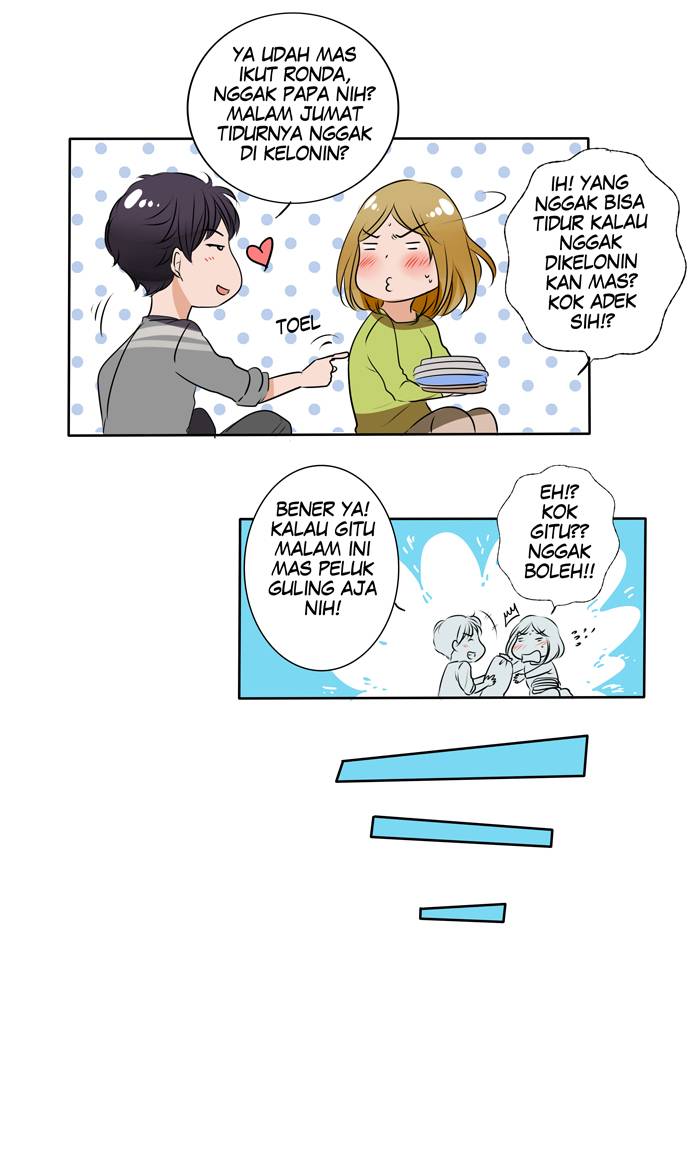 YA UDAH MAS
IKUT RONDA,
NGGAK PAPA NIH?
MALAM JUMAT
TIDURNYA NGGAK
DI KELONIN?
IH! YANG
NGGAK BISA
TIDUR KALAU
NGGAK
DIKELONIN
KAN MAS?
KOK ADEK
SIH!?
TOEL
BENER YA!
KALAU GITU
MALAM INI
MAS PELUK
GULING AJA
NIH!
EH!?
KOK
GITU??
NGGAK
BOLEH!!